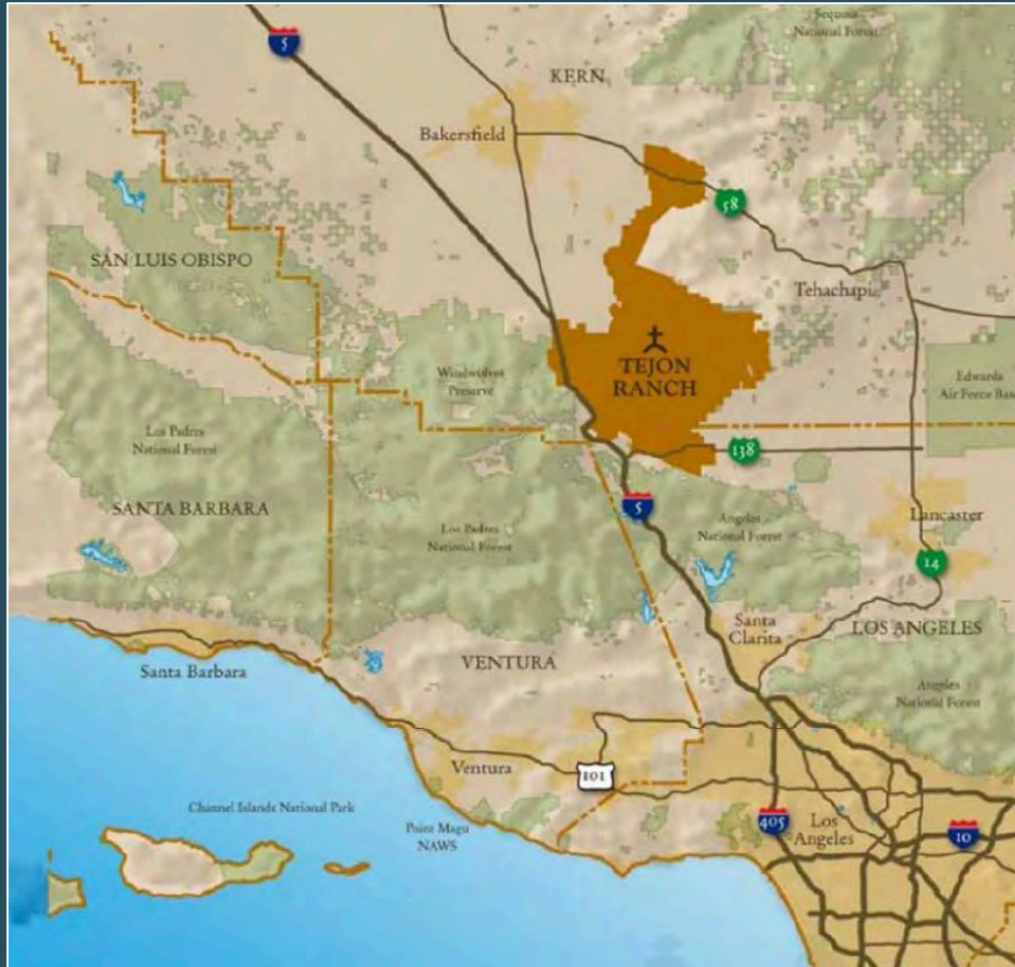 Sequoia
National Forest
5
KERN
Bakersfield
58
SAN LUIS OBISPO
Tehachapi
TEJON
RANCH
Windwolves
Preserve
Edwards
Air Force Base
Los Padres
National Forest
138
SANTA BARBARA
5
Los Padres
National Forest
Angeles
National Forest
Lancaster
14
Santa
Clarita
LOS ANGELES
Santa Barbara
VENTURA
Angeles
National Forest
Ventura
101
Channel Islands National Park
Point Magu
NAWS
405
Los
Angeles
10